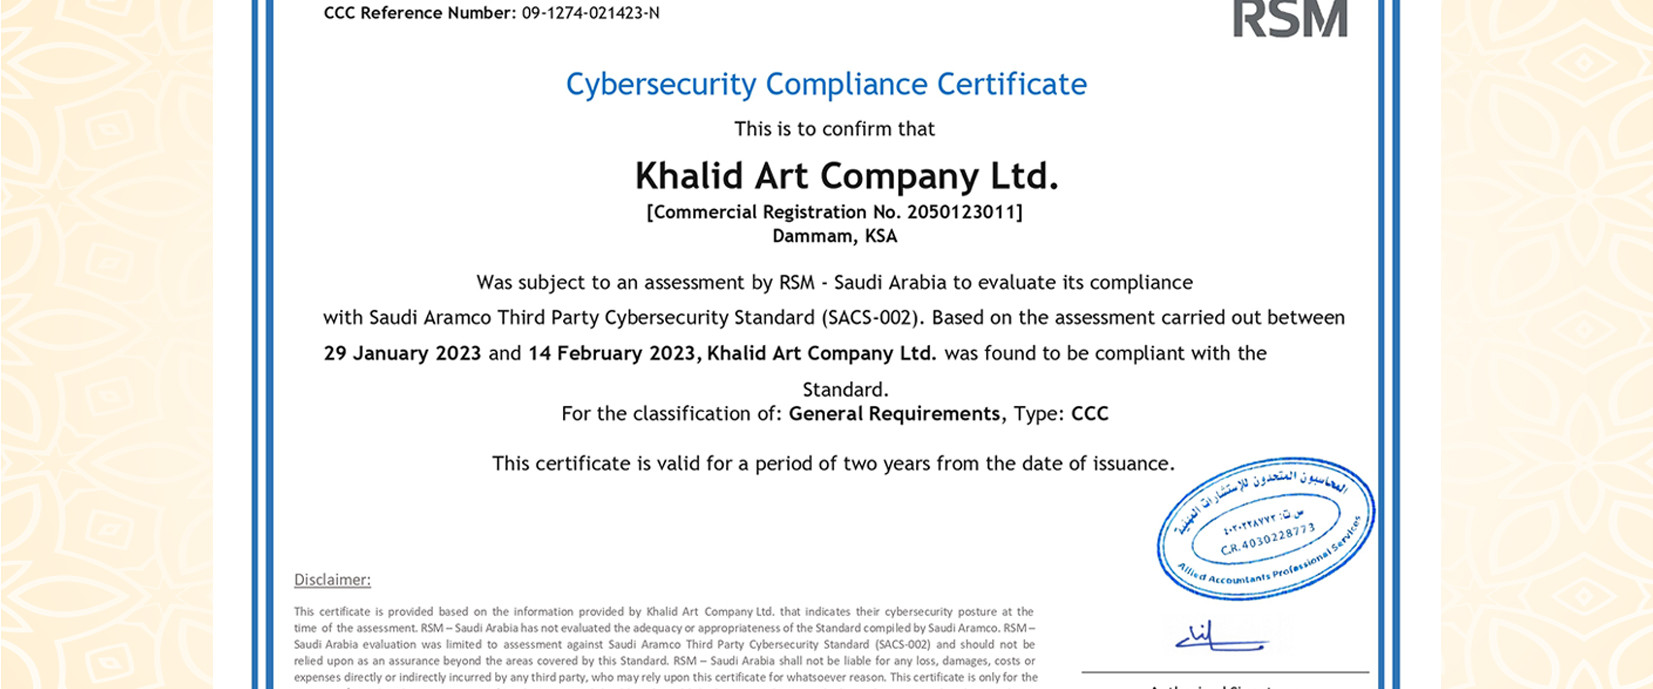 CCC Reference Number: 09-1274-021423-N
RSM
Cybersecurity Compliance Certificate
This is to confirm that
Khalid Art Company Ltd.
[Commercial Registration No. 2050123011]
Dammam, KSA
Was subject to an assessment by RSM - Saudi Arabia to evaluate its compliance
with Saudi Aramco Third Party Cybersecurity Standard (SACS-002). Based on the assessment carried out between
29 January 2023 and 14 February 2023, Khalid Art Company Ltd. was found to be compliant with the
Standard.
For the classification of: General Requirements, Type: CCC
This certificate is valid for a period of two years from the date of issuance.
المحاسبون المتحدون للإستشارات المهنية
س.ت: ٤٠٣٠٢٢٨٧٧٣
C.R.4030228773
Allied Accountants Professional Services
Disclaimer:
This certificate is provided based on the information provided by Khalid Art Company Ltd. that indicates their cybersecurity posture at the
time of the assessment. RSM – Saudi Arabia has not evaluated the adequacy or appropriateness of the Standard compiled by Saudi Aramco. RSM –
Saudi Arabia evaluation was limited to assessment against Saudi Aramco Third Party Cybersecurity Standard (SACS-002) and should not be
relied upon as an assurance beyond the areas covered by this Standard. RSM – Saudi Arabia shall not be liable for any loss, damages, costs or
expenses directly or indirectly incurred by any third party, who may rely upon this certificate for whatsoever reason. This certificate is only for the